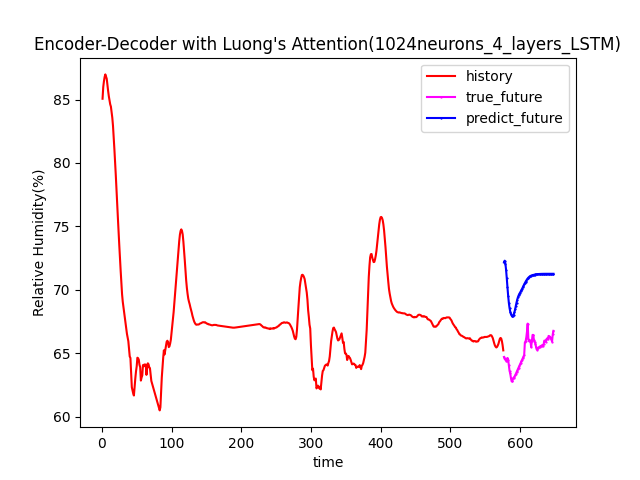 Encoder-Decoder with Luong's Attention(1024neurons_4_layers_LSTM)
history
true_future
predict_future
Relative Humidity(%)
85
80
75
70
65
60
0 100 200 300 400 500 600
time